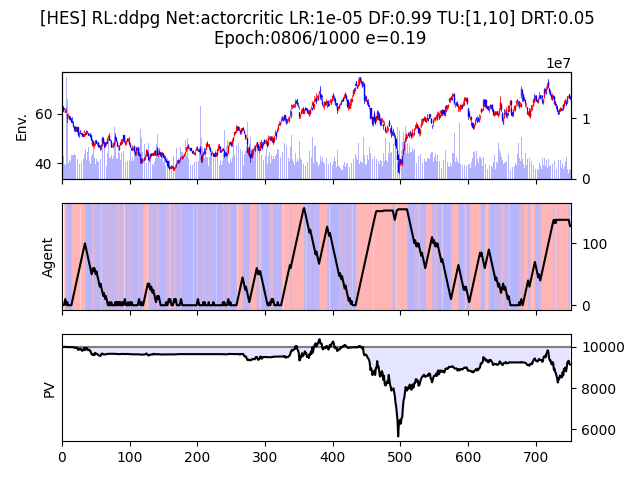 [HES] RL:ddpg Net:actorcritic LR:1e-05 DF:0.99 TU:[1,10] DRT:0.05
Epoch:0806/1000 e=0.19
1e7
Env.
60
40
1
0
Agent
100
0
PV
10000
8000
6000
0 100 200 300 400 500 600 700